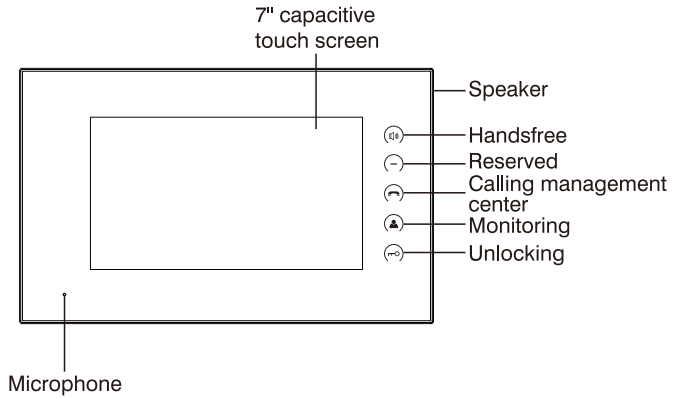 7" capacitive
touch screen
Speaker
Handsfree
Reserved
Calling management
center
Monitoring
Unlocking
Microphone